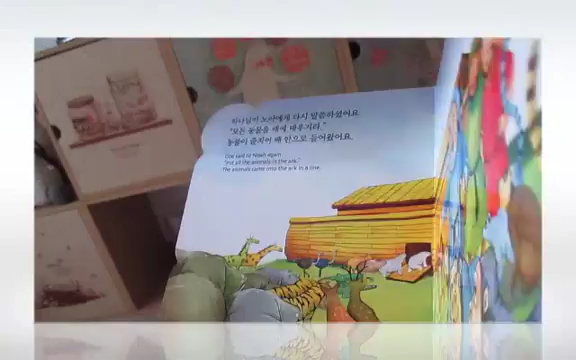 하나님이 노아에게 다시 말씀하셨어요.
"모든 동물을 배에 태우거라."
동물이 줄지어 배 안으로 들어왔어요.
God said to Noah again
"put all the animals in the ark."
The animals came into the ark in a line.